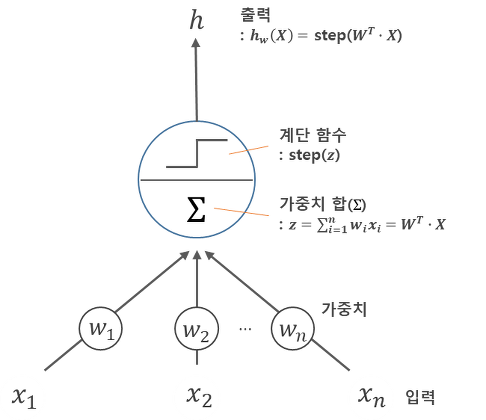 h
출력
: h_w(X) = step(W^T · X)
계단 함수
: step(z)
Σ
가중치 합(Σ)
: z = ∑_{i=1}^{n} w_i x_i = W^T · X
가중치
w_1
w_2
...
w_n
x_1
x_2
x_n
입력